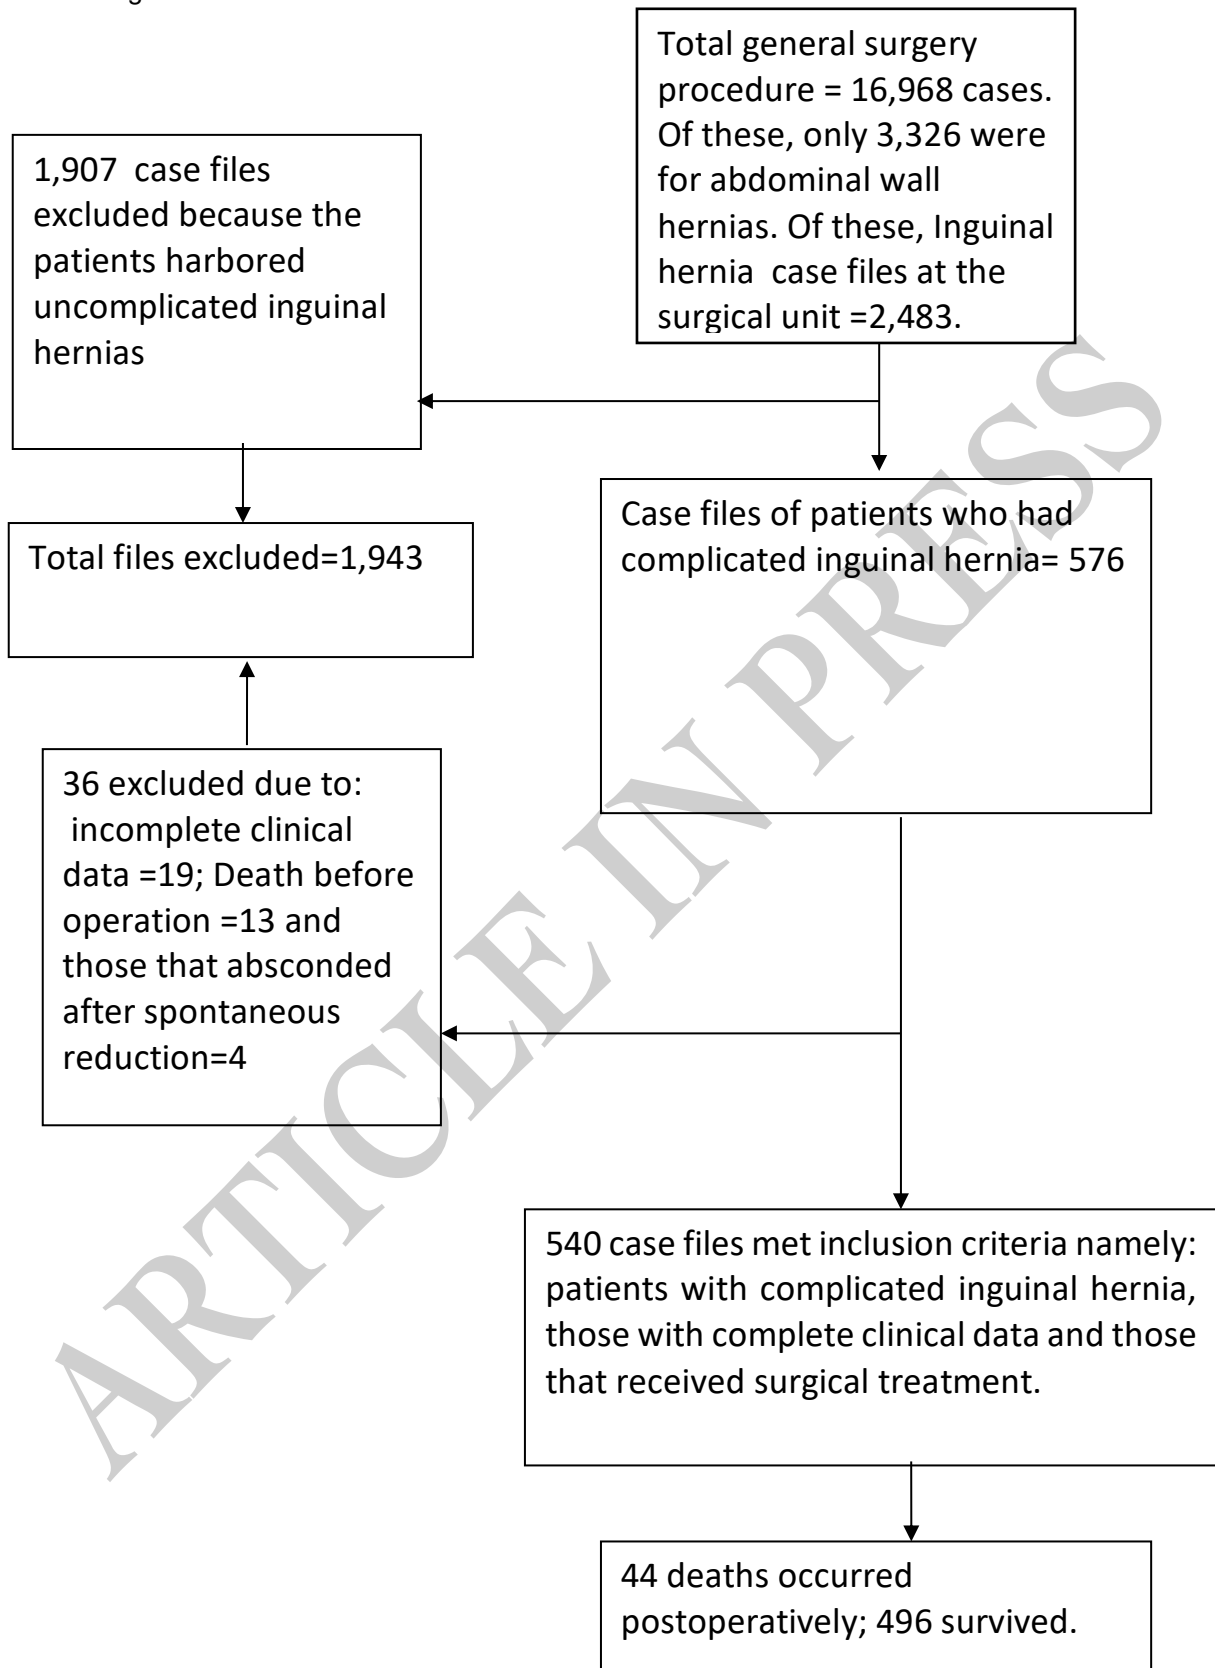 Total general surgery
procedure = 16,968 cases.
Of these, only 3,326 were
for abdominal wall
hernias. Of these, Inguinal
hernia case files at the
surgical unit =2,483.
1,907 case files
excluded because the
patients harbored
uncomplicated inguinal
hernias
Total files excluded=1,943
Case files of patients who had
complicated inguinal hernia= 576
36 excluded due to:
incomplete clinical
data =19; Death before
operation =13 and
those that absconded
after spontaneous
reduction=4
540 case files met inclusion criteria namely:
patients with complicated inguinal hernia,
those with complete clinical data and those
that received surgical treatment.
44 deaths occurred
postoperatively; 496 survived.
ARTICLE IN PRESS